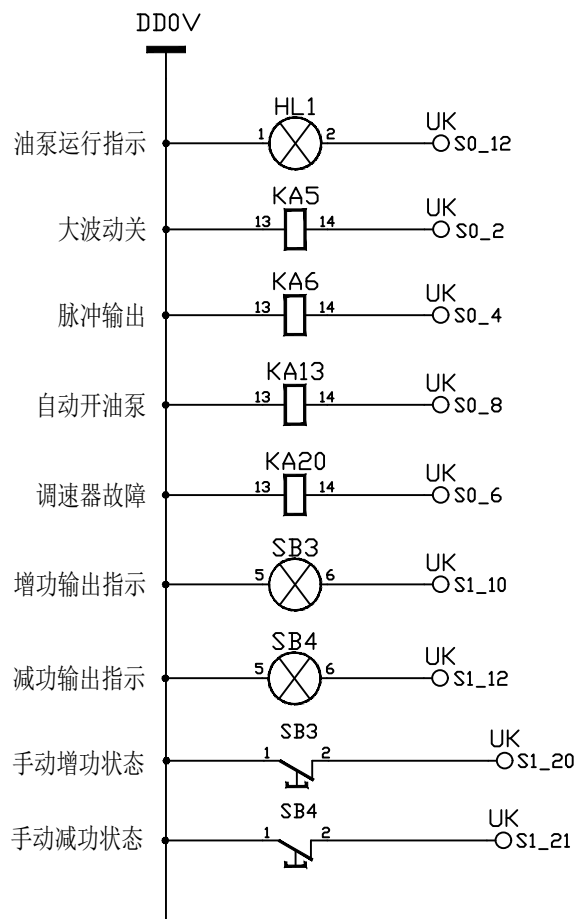 DD0V
HL1
油泵运行指示 1 2 UK S0_12
KA5
大波动关 13 14 UK S0_2
KA6
脉冲输出 13 14 UK S0_4
KA13
自动开油泵 13 14 UK S0_8
KA20
调速器故障 13 14 UK S0_6
SB3
增功输出指示 5 6 UK S1_10
SB4
减功输出指示 5 6 UK S1_12
SB3
手动增功状态 1 2 UK S1_20
SB4
手动减功状态 1 2 UK S1_21